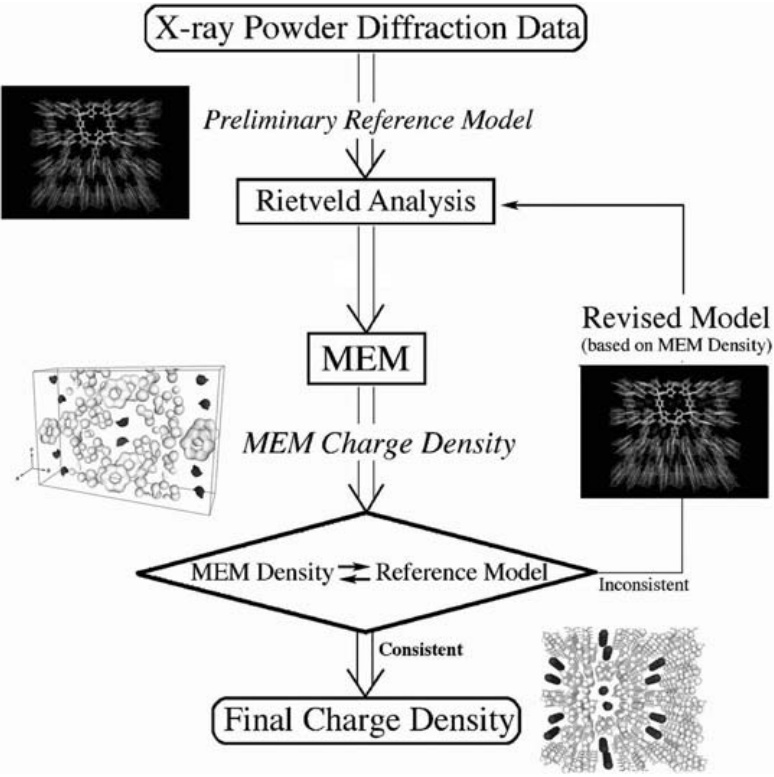 X-ray Powder Diffraction Data
Preliminary Reference Model
Rietveld Analysis
MEM
Revised Model
(based on MEM Density)
MEM Charge Density
MEM Density ⇄ Reference Model
Inconsistent
Consistent
Final Charge Density